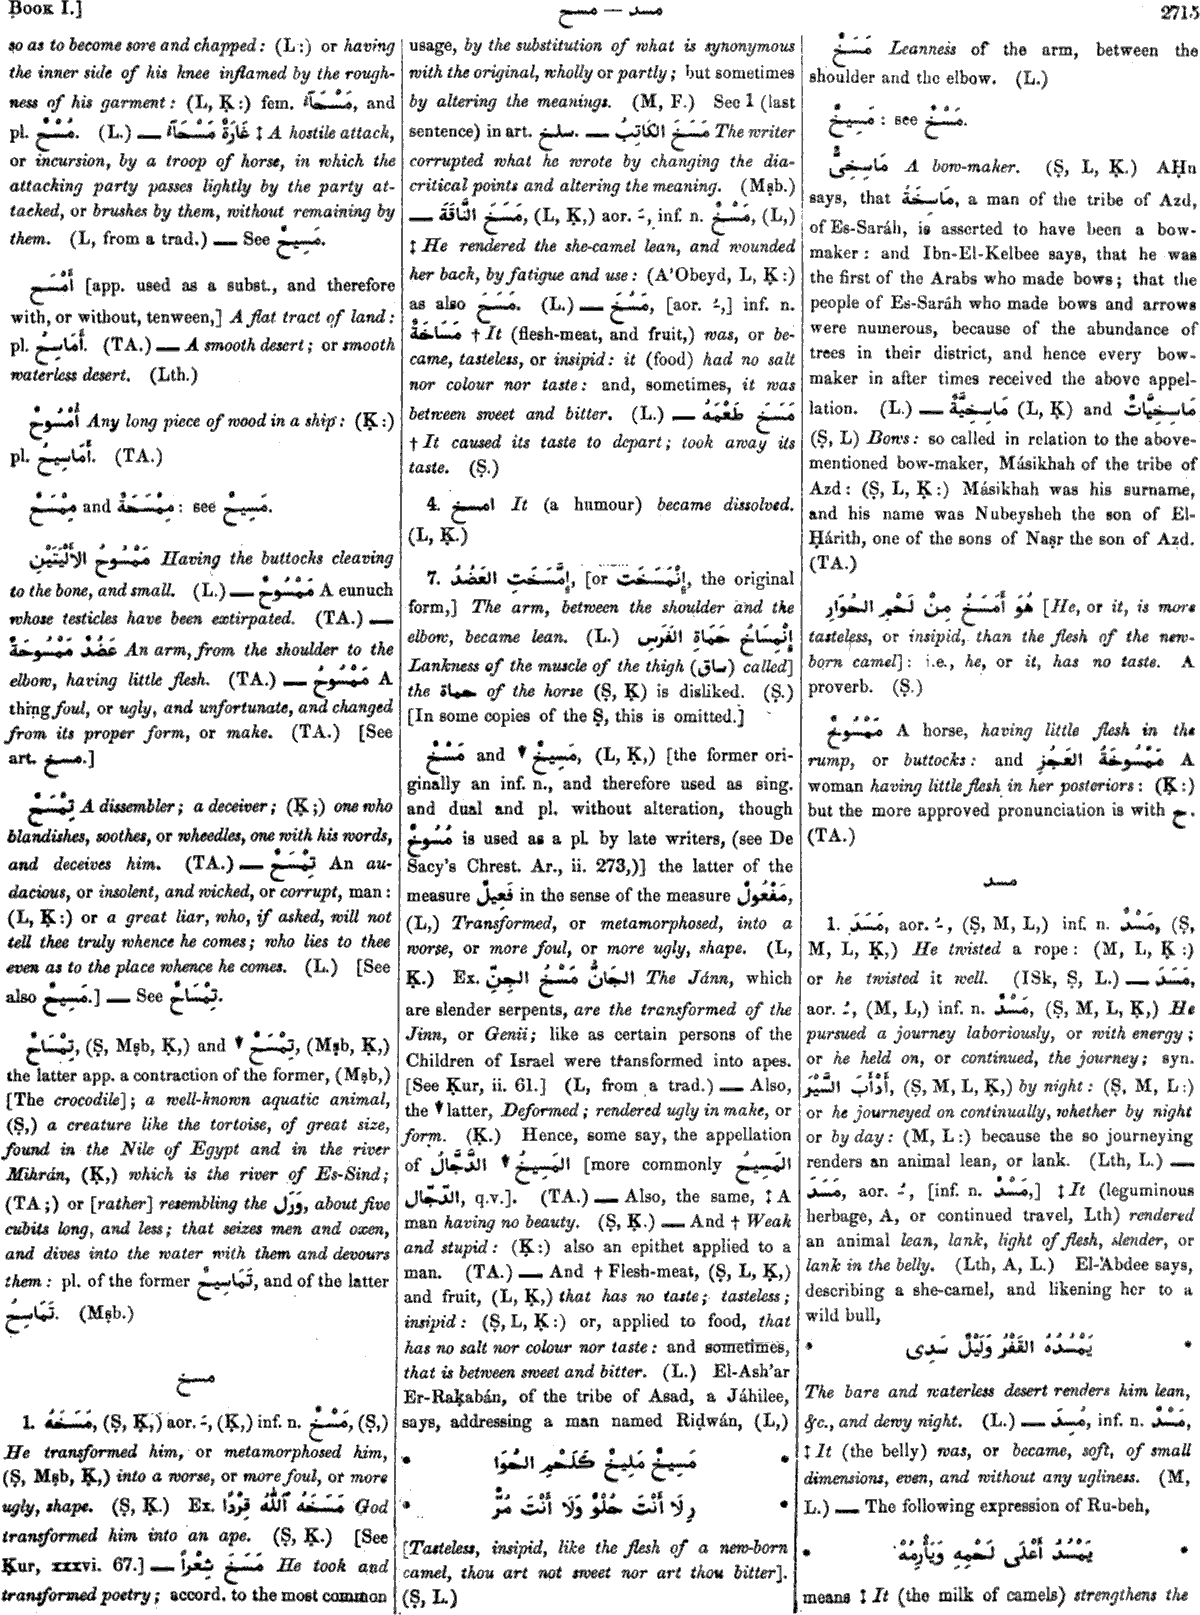 BOOK I.]
مسد — مسح
2715
so as to become sore and chapped: (L:) or having
the inner side of his knee inflamed by the rough-
ness of his garment: (L, Ḳ:) fem. مَسْحَآءُ, and
pl. مُسْحٌ. (L.) — غَارَةٌ مَسْحَآءُ ‡ A hostile attack,
or incursion, by a troop of horse, in which the
attacking party passes lightly by the party at-
tacked, or brushes by them, without remaining by
them. (L, from a trad.) — See مَسِيحٌ.
أَمْسَحُ [app. used as a subst., and therefore
with, or without, tenween,] A flat tract of land:
pl. أَمَاسِحُ. (TA.) — A smooth desert; or smooth
waterless desert. (Lth.)
أُمْسُوحٌ Any long piece of wood in a ship: (Ḳ:)
pl. أَمَاسِيحُ. (TA.)
مِمْسَحٌ and مِمْسَحَةٌ: see مَسِيحٌ.
مَمْسُوحُ الأَلْيَتَيْنِ Having the buttocks cleaving
to the bone, and small. (L.) — مَمْسُوحٌ A eunuch
whose testicles have been extirpated. (TA.) —
عَضُدٌ مَمْسُوحَةٌ An arm, from the shoulder to the
elbow, having little flesh. (TA.) — مَمْسُوحٌ A
thing foul, or ugly, and unfortunate, and changed
from its proper form, or make. (TA.) [See
art. مسخ.]
تِمْسَحٌ A dissembler; a deceiver; (Ḳ;) one who
blandishes, soothes, or wheedles, one with his words,
and deceives him. (TA.) — تِمْسَحٌ An au-
dacious, or insolent, and wicked, or corrupt, man:
(L, Ḳ:) or a great liar, who, if asked, will not
tell thee truly whence he comes; who lies to thee
even as to the place whence he comes. (L.) [See
also مَسِيحٌ.] — See تِمْسَاحٌ.
تِمْسَاحٌ, (Ṣ, Mṣb, Ḳ,) and ▼ تِمْسَحٌ, (Mṣb, Ḳ,)
the latter app. a contraction of the former, (Mṣb,)
[The crocodile]; a well-known aquatic animal,
(Ṣ,) a creature like the tortoise, of great size,
found in the Nile of Egypt and in the river
Mihrán, (Ḳ,) which is the river of Es-Sind;
(TA;) or [rather] resembling the وَرَل, about five
cubits long, and less; that seizes men and oxen,
and dives into the water with them and devours
them: pl. of the former تَمَاسِيحُ, and of the latter
تَمَاسِحُ. (Mṣb.)
مسخ
1. مَسَخَهُ, (Ṣ, Ḳ,) aor. ـَ, (Ḳ,) inf. n. مَسْخٌ, (Ṣ,)
He transformed him, or metamorphosed him,
(Ṣ, Mṣb, Ḳ,) into a worse, or more foul, or more
ugly, shape. (Ṣ, Ḳ.) Ex. مَسَخَهُ ٱللّٰهُ قِرْدًا God
transformed him into an ape. (Ṣ, Ḳ.) [See
Ḳur, xxxvi. 67.] — مَسَخَ شِعْرًا He took and
transformed poetry; accord. to the most common
usage, by the substitution of what is synonymous
with the original, wholly or partly; but sometimes
by altering the meanings. (M, F.) See 1 (last
sentence) in art. سلخ. — مَسَخَ الكَاتِبُ The writer
corrupted what he wrote by changing the dia-
critical points and altering the meaning. (Mṣb.)
— مَسَخَ النَّاقَةَ, (L, Ḳ,) aor. ـَ, inf. n. مَسْخٌ, (L,)
‡ He rendered the she-camel lean, and wounded
her back, by fatigue and use: (A'Obeyd, L, Ḳ:)
as also مَسَحَ. (L.) — مَسُخَ, [aor. ـُ,] inf. n.
مَسَاخَةٌ † It (flesh-meat, and fruit,) was, or be-
came, tasteless, or insipid: it (food) had no salt
nor colour nor taste: and, sometimes, it was
between sweet and bitter. (L.) — مَسَخَ طَعْمَهُ
† It caused its taste to depart; took away its
taste. (Ṣ.)
4. امسخ It (a humour) became dissolved.
(L, Ḳ.)
7. إِمَّسَخَتِ العَضُدُ, [or إِنْمَسَخَت, the original
form,] The arm, between the shoulder and the
elbow, became lean. (L.) إِنْمِسَاخُ حَمَاةِ الفَرَسِ
Lankness of the muscle of the thigh (ساق) called]
the حماة of the horse (Ṣ, Ḳ) is disliked. (Ṣ.)
[In some copies of the Ṣ, this is omitted.]
مَسْخٌ and ▼ مَسِيخٌ, (L, Ḳ,) [the former ori-
ginally an inf. n., and therefore used as sing.
and dual and pl. without alteration, though
مُسُوخٌ is used as a pl. by late writers, (see De
Sacy's Chrest. Ar., ii. 273,)] the latter of the
measure فَعِيلٌ in the sense of the measure مَفْعُولٌ,
(L,) Transformed, or metamorphosed, into a
worse, or more foul, or more ugly, shape. (L,
Ḳ.) Ex. الجَانُّ مَسْخُ الجِنِّ The Jánn, which
are slender serpents, are the transformed of the
Jinn, or Genii; like as certain persons of the
Children of Israel were transformed into apes.
[See Ḳur, ii. 61.] (L, from a trad.) — Also,
the ▼ latter, Deformed; rendered ugly in make, or
form. (Ḳ.) Hence, some say, the appellation
of المَسِيخُ ▼ الدَّجَّالُ [more commonly المَسِيحُ
الدّجّال, q.v.]. (TA.) — Also, the same, ‡ A
man having no beauty. (Ṣ, Ḳ.) — And † Weak
and stupid: (Ḳ:) also an epithet applied to a
man. (TA.) — And † Flesh-meat, (Ṣ, L, Ḳ,)
and fruit, (L, Ḳ,) that has no taste; tasteless;
insipid: (Ṣ, L, Ḳ:) or, applied to food, that
has no salt nor colour nor taste: and sometimes,
that is between sweet and bitter. (L.) El-Ash'ar
Er-Raḳabán, of the tribe of Asad, a Jáhilee,
says, addressing a man named Riḍwán, (L,)
* مَسِيخٌ مَلِيخٌ كَلَحْمِ الحُوَا *
* رِ لَا أَنْتَ حُلْوٌ وَلَا أَنْتَ مُرٌّ *
[Tasteless, insipid, like the flesh of a new-born
camel, thou art not sweet nor art thou bitter].
(Ṣ, L.)
مَسَخٌ Leanness of the arm, between the
shoulder and the elbow. (L.)
مَسِيخٌ: see مَسْخٌ.
مَاسِخِىٌّ A bow-maker. (Ṣ, L, Ḳ.) AḤn
says, that مَاسِخَةُ, a man of the tribe of Azd,
of Es-Saráh, is asserted to have been a bow-
maker: and Ibn-El-Kelbee says, that he was
the first of the Arabs who made bows; that the
people of Es-Saráh who made bows and arrows
were numerous, because of the abundance of
trees in their district, and hence every bow-
maker in after times received the above appel-
lation. (L.) — مَاسِخِيَّةٌ (L, Ḳ) and مَاسِخِيَّاتٌ
(Ṣ, L) Bows: so called in relation to the above-
mentioned bow-maker, Másikhah of the tribe of
Azd: (Ṣ, L, Ḳ:) Másikhah was his surname,
and his name was Nubeysheh the son of El-
Ḥárith, one of the sons of Naṣr the son of Azd.
(TA.)
هُوَ أَمْسَخُ مِنْ لَحْمِ الحُوَارِ [He, or it, is more
tasteless, or insipid, than the flesh of the new-
born camel]: i.e., he, or it, has no taste. A
proverb. (Ṣ.)
مَمْسُوخٌ A horse, having little flesh in the
rump, or buttocks: and مَمْسُوخَةُ العَجُزِ A
woman having little flesh in her posteriors: (Ḳ:)
but the more approved pronunciation is with ح.
(TA.)
مسد
1. مَسَدَ, aor. ـُ, (Ṣ, M, L,) inf. n. مَسْدٌ, (Ṣ,
M, L, Ḳ,) He twisted a rope: (M, L, Ḳ:)
or he twisted it well. (ISk, Ṣ, L.) — مَسَدَ,
aor. ـُ, (M, L,) inf. n. مَسْدٌ, (Ṣ, M, L, Ḳ,) He
pursued a journey laboriously, or with energy;
or he held on, or continued, the journey; syn.
أَدْأَبَ السَّيْرَ, (Ṣ, M, L, Ḳ,) by night: (Ṣ, M, L:)
or he journeyed on continually, whether by night
or by day: (M, L:) because the so journeying
renders an animal lean, or lank. (Lth, L.) —
مَسَدَ, aor. ـُ, [inf. n. مَسْدٌ,] ‡ It (leguminous
herbage, A, or continued travel, Lth) rendered
an animal lean, lank, light of flesh, slender, or
lank in the belly. (Lth, A, L.) El-'Abdee says,
describing a she-camel, and likening her to a
wild bull,
* يَمْسُدُهُ القَفْرُ وَلَيْلٌ سَدِى *
The bare and waterless desert renders him lean,
&c., and dewy night. (L.) — مُسِدَ, inf. n. مَسْدٌ,
‡ It (the belly) was, or became, soft, of small
dimensions, even, and without any ugliness. (M,
L.) — The following expression of Ru-beh,
* يَمْسُدُ أَعْلَى لَحْمِهِ وَيَأْرِمُهْ *
means ‡ It (the milk of camels) strengthens the